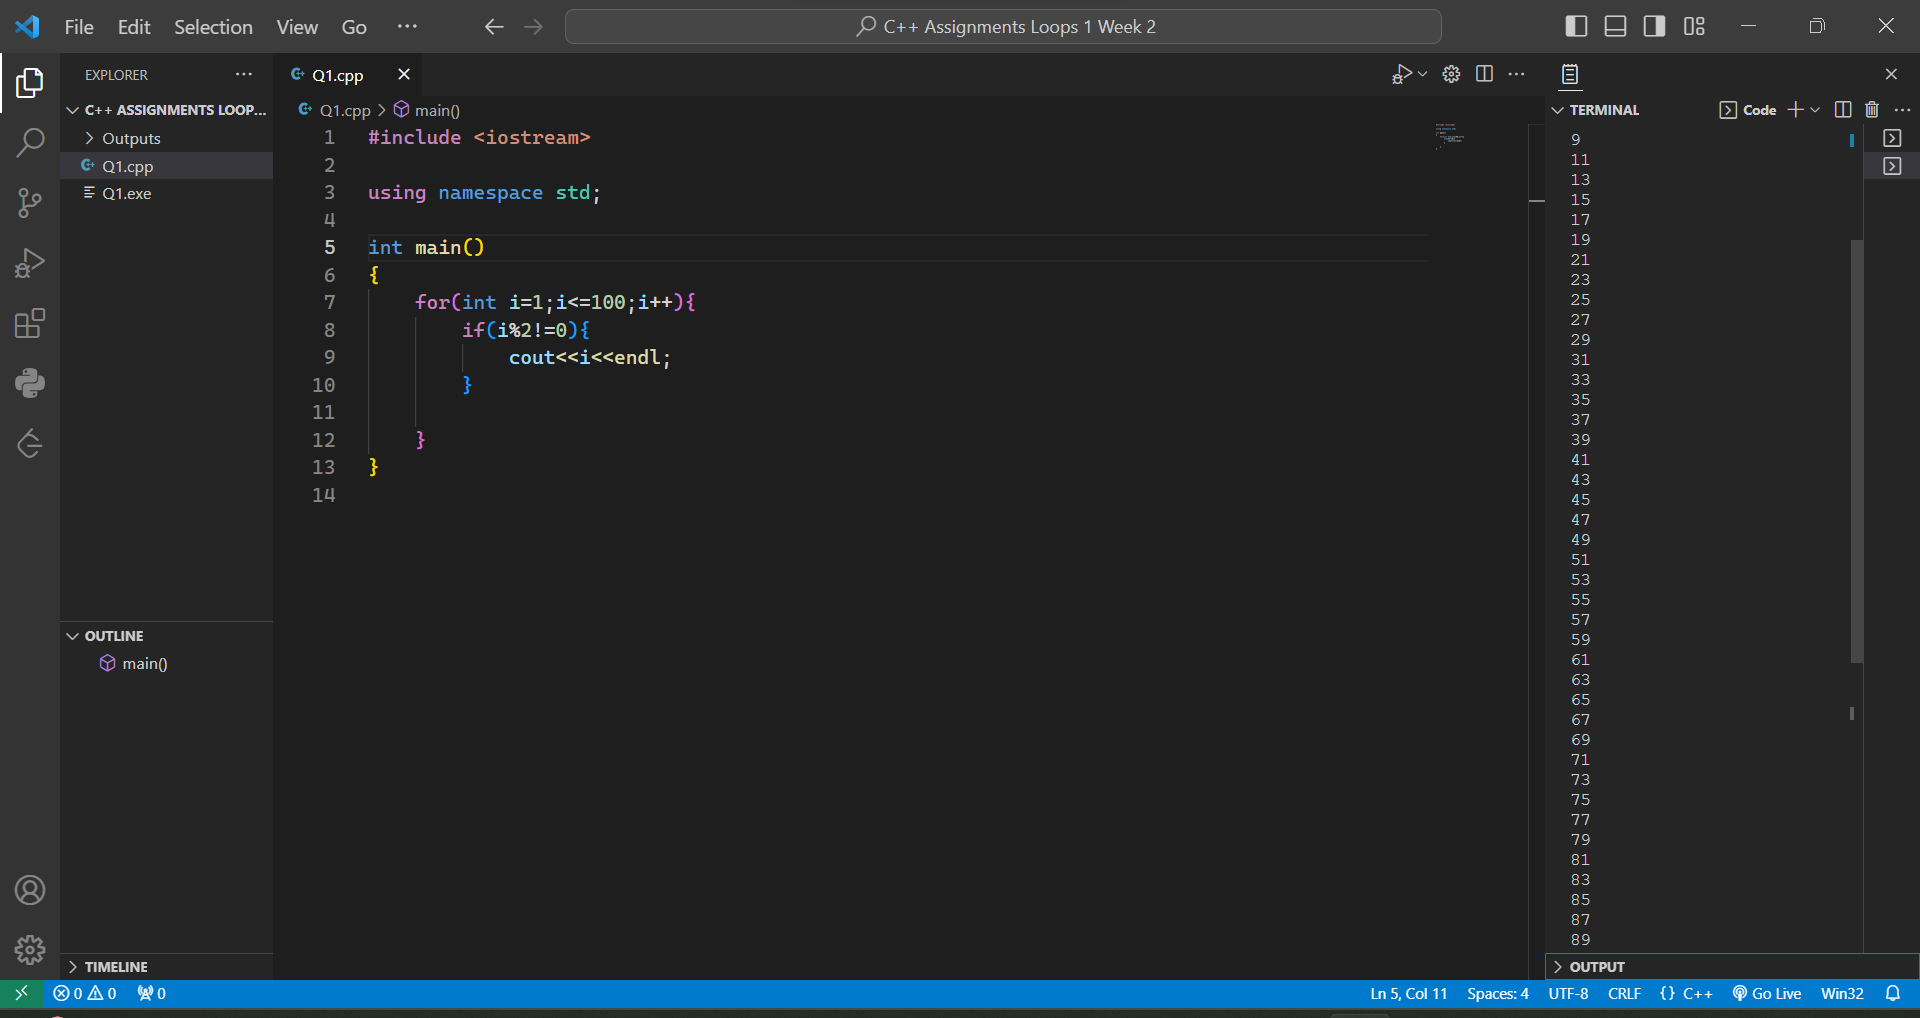 File Edit Selection View Go ···
C++ Assignments Loops 1 Week 2
EXPLORER ···
C++ ASSIGNMENTS LOOP...
Outputs
Q1.cpp
Q1.exe
OUTLINE
main()
TIMELINE
Q1.cpp
Q1.cpp > main()
1 #include <iostream>
2
3 using namespace std;
4
5 int main()
6 {
7 for(int i=1;i<=100;i++){
8 if(i%2!=0){
9 cout<<i<<endl;
10 }
11
12 }
13 }
14
TERMINAL
Code
9
11
13
15
17
19
21
23
25
27
29
31
33
35
37
39
41
43
45
47
49
51
53
55
57
59
61
63
65
67
69
71
73
75
77
79
81
83
85
87
89
OUTPUT
0 0 0
Ln 5, Col 11 Spaces: 4 UTF-8 CRLF {} C++ Go Live Win32